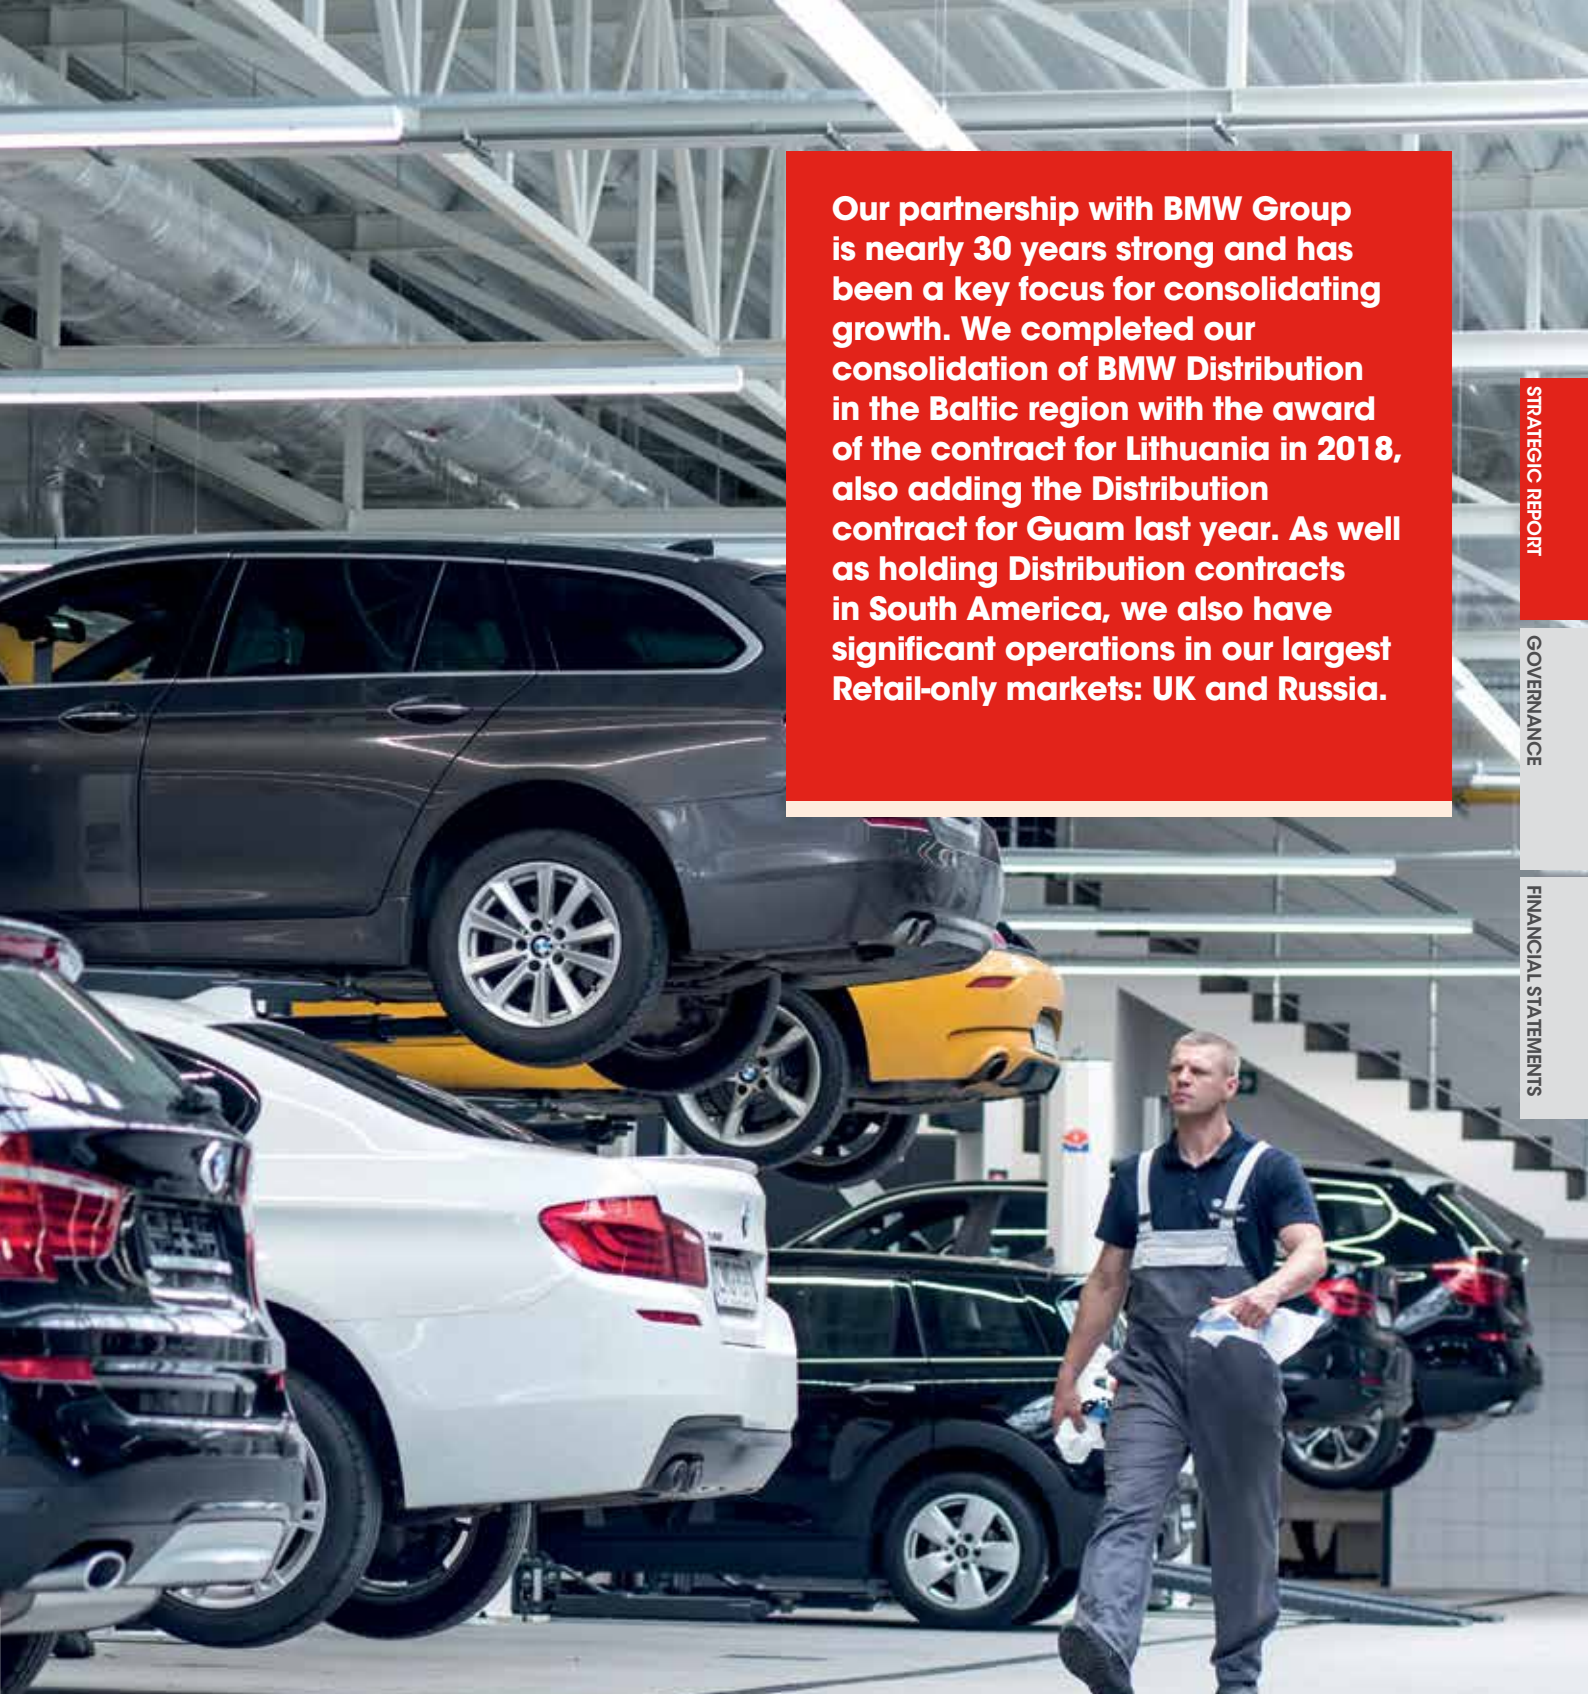 Our partnership with BMW Group
is nearly 30 years strong and has
been a key focus for consolidating
growth. We completed our
consolidation of BMW Distribution
in the Baltic region with the award
of the contract for Lithuania in 2018,
also adding the Distribution
contract for Guam last year. As well
as holding Distribution contracts
in South America, we also have
significant operations in our largest
Retail-only markets: UK and Russia.
STRATEGIC REPORT
GOVERNANCE
FINANCIAL STATEMENTS